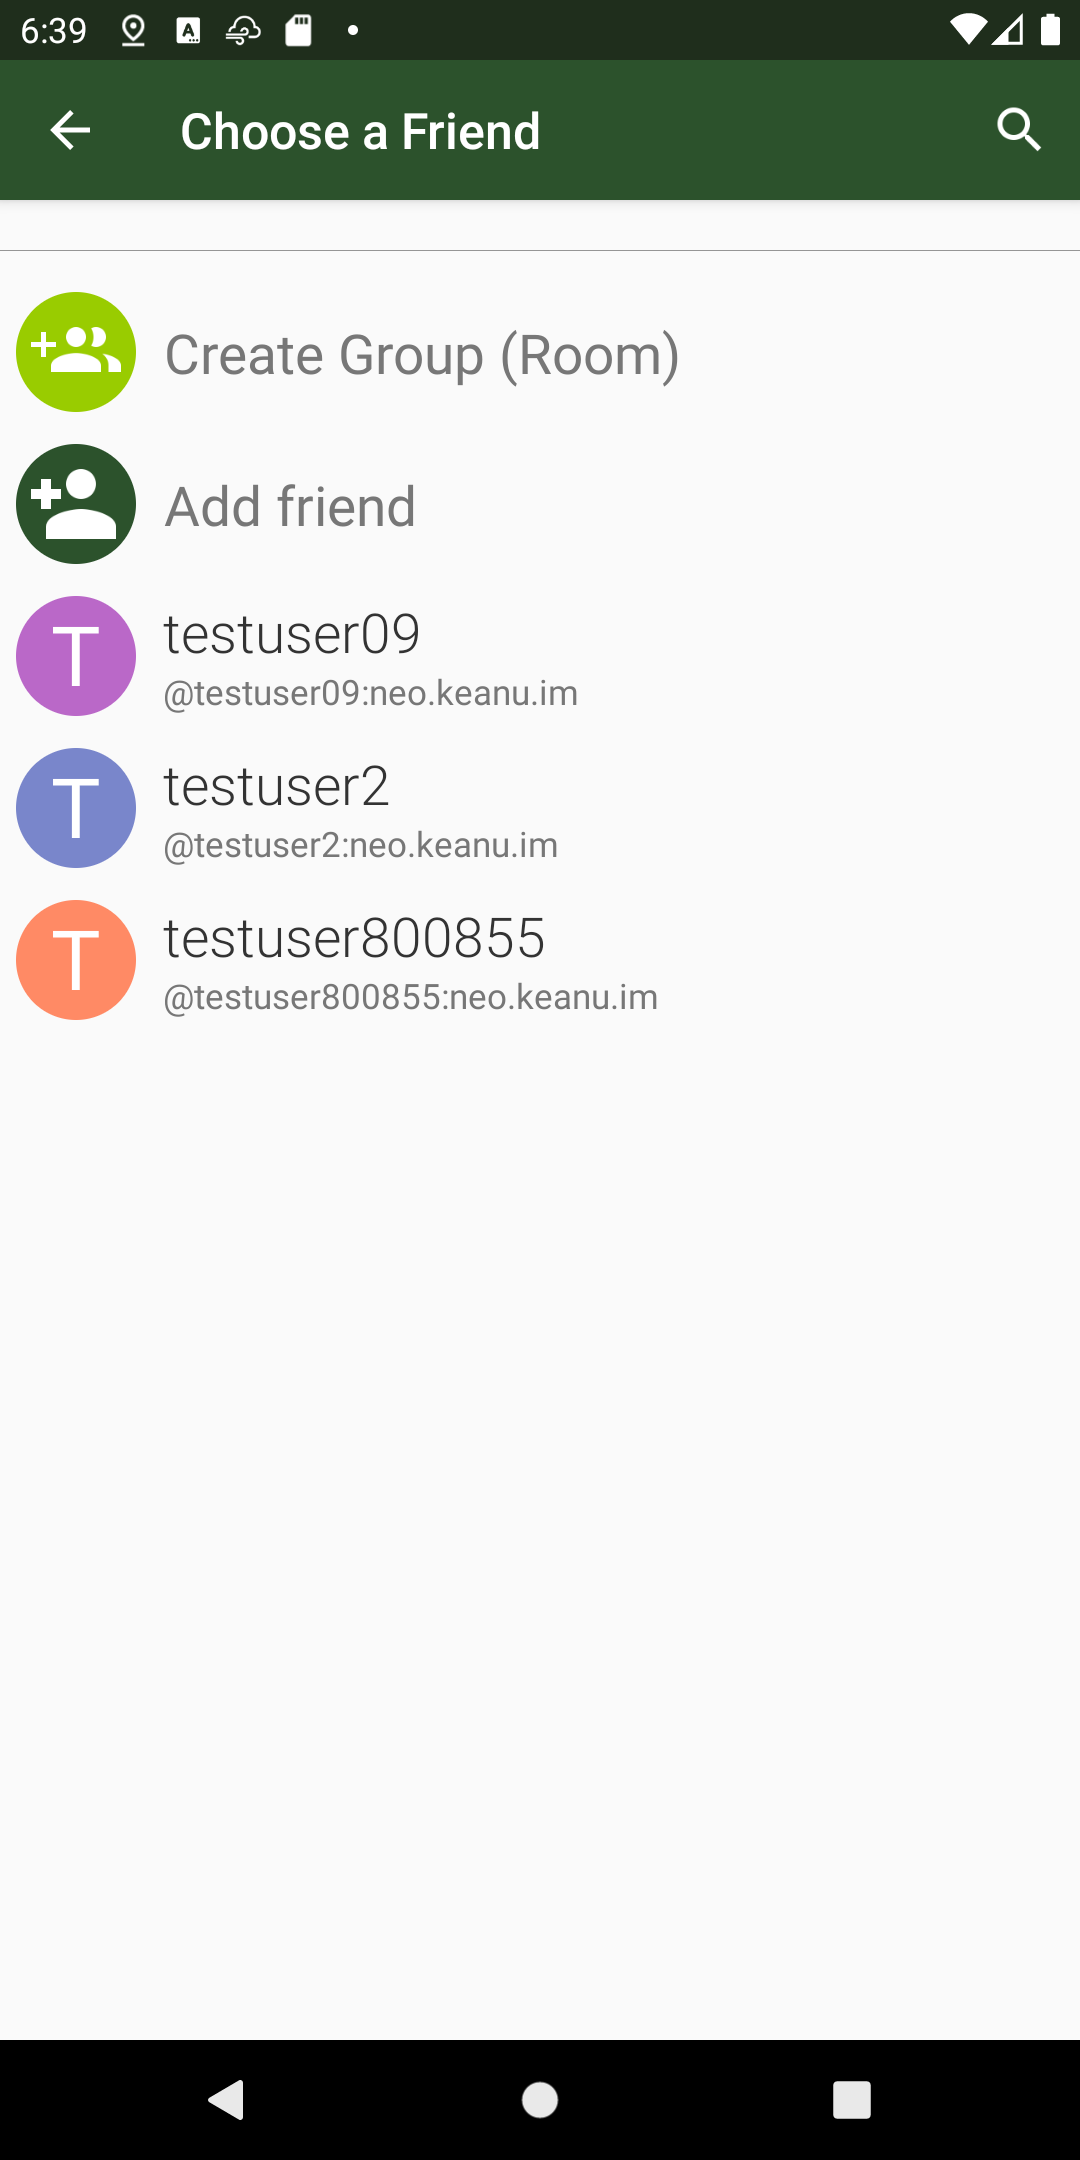 6:39
Choose a Friend
Create Group (Room)
Add friend
T
testuser09
@testuser09:neo.keanu.im
T
testuser2
@testuser2:neo.keanu.im
T
testuser800855
@testuser800855:neo.keanu.im